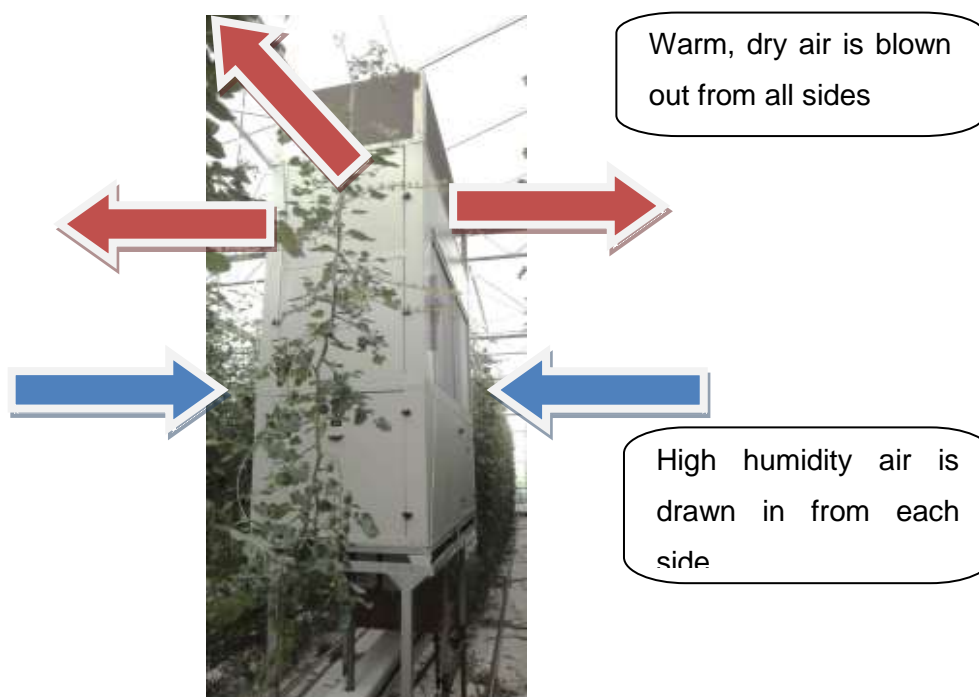 Warm, dry air is blown
out from all sides
High humidity air is
drawn in from each
side